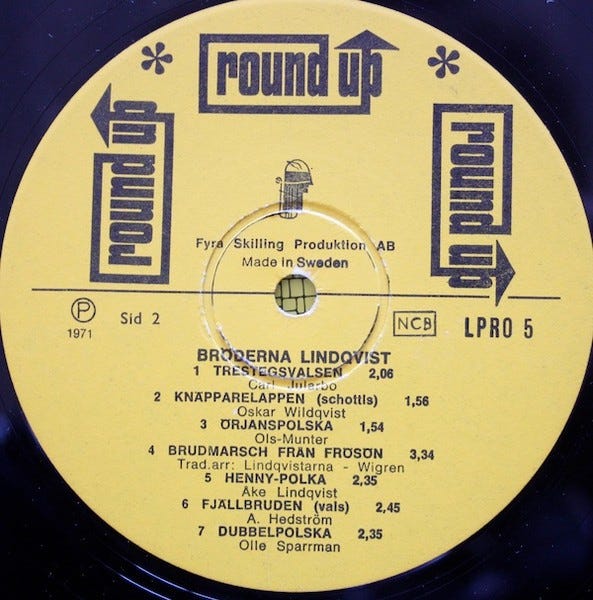 round up
round up
round up
Fyra Skilling Produktion AB
Made in Sweden
P
1971
Sid 2
NCB
LPRO 5
BRÖDERNA LINDQVIST
1 TRESTEGSVALSEN 2,06
Carl Jularbo
2 KNÄPPARELAPPEN (schottis) 1,56
Oskar Wildqvist
3 ÖRJANSPOLSKA 1,54
Ols-Munter
4 BRUDMARSCH FRÅN FRÖSÖN 3,34
Trad.arr: Lindqvistarna - Wigren
5 HENNY-POLKA 2,35
Åke Lindqvist
6 FJÄLLBRUDEN (vals) 2,45
A. Hedström
7 DUBBELPOLSKA 2,35
Olle Sparrman